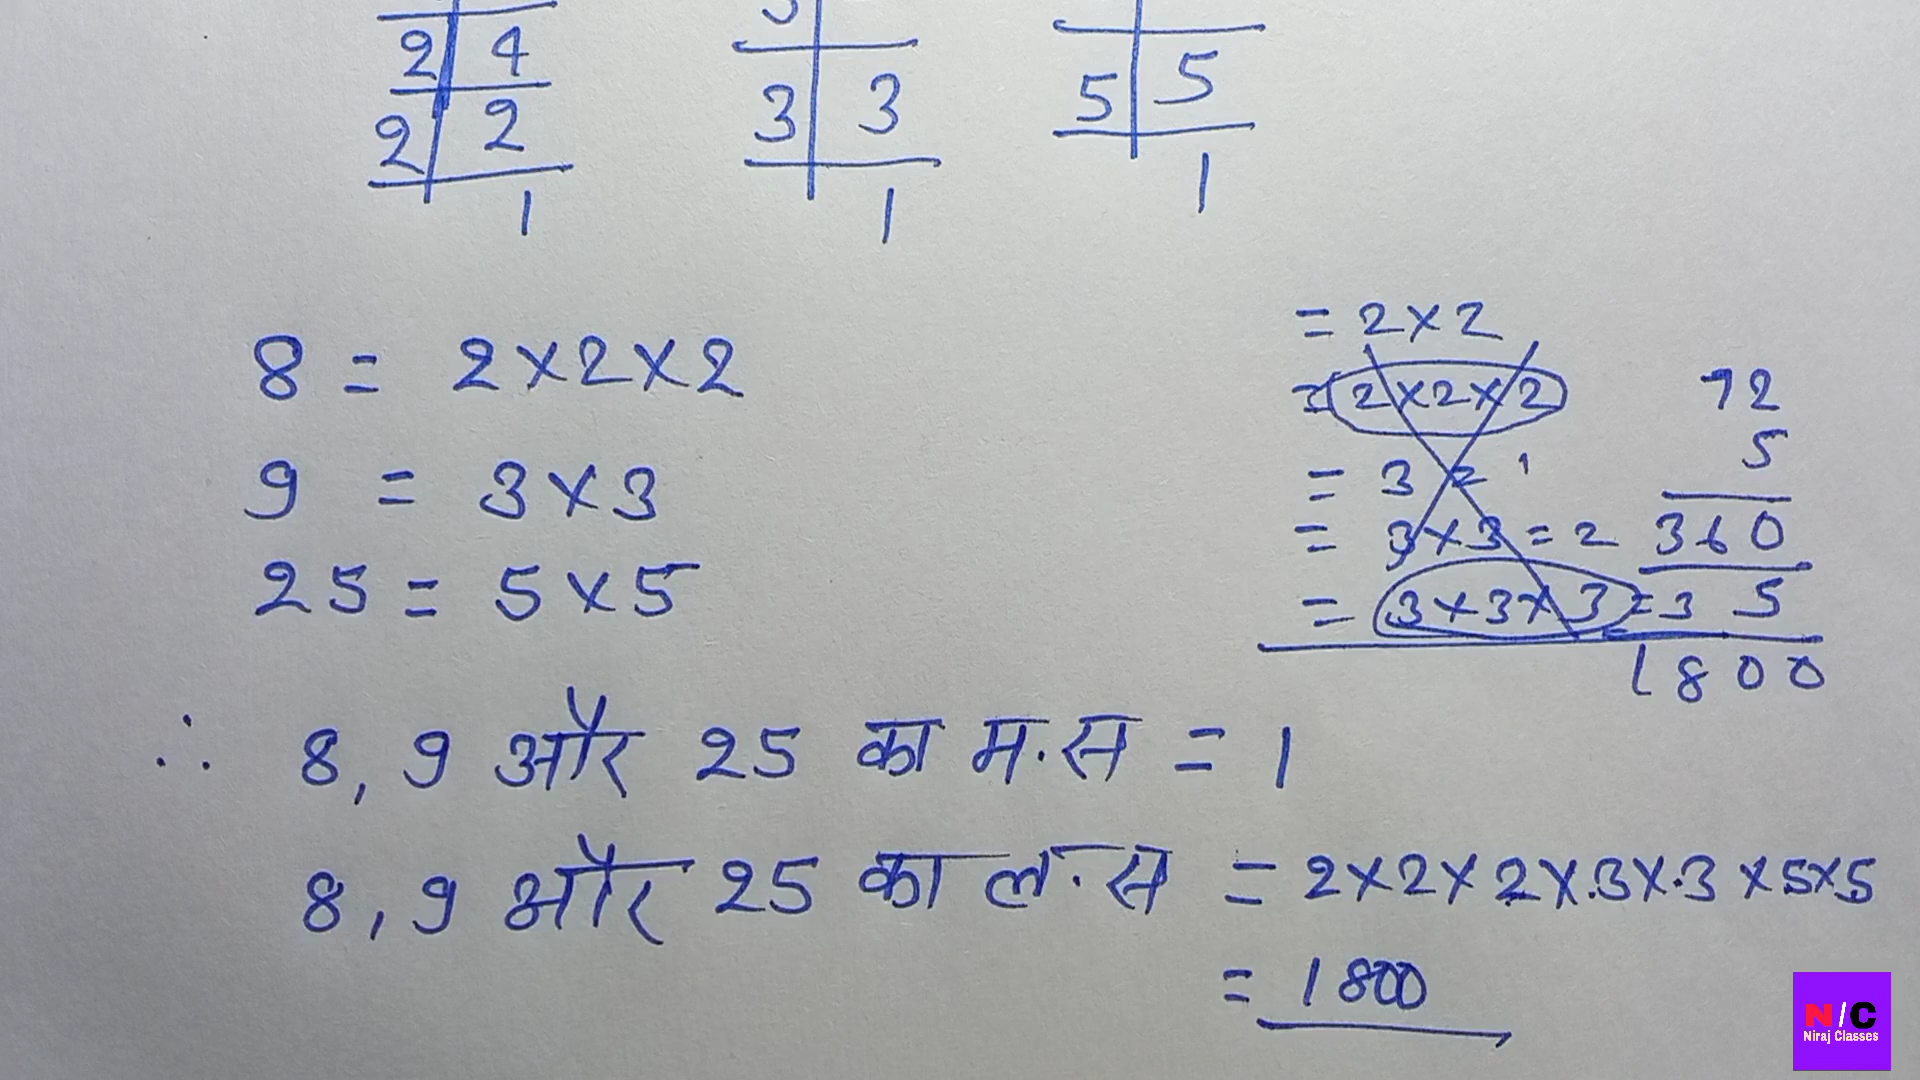 2 4
2 2
1
3 3
1
5 5
1
8 = 2×2×2
9 = 3×3
25 = 5×5
= 2×2
= 2×2×2
= 3 2 1
= 3×3 = 2
= 3×3×3 = 3
72
5
360
5
1800
∴ 8, 9 और 25 का म.स = 1
8, 9 और 25 का ल.स = 2×2×2×3×3×5×5
= 1800
N/C
Niraj Classes